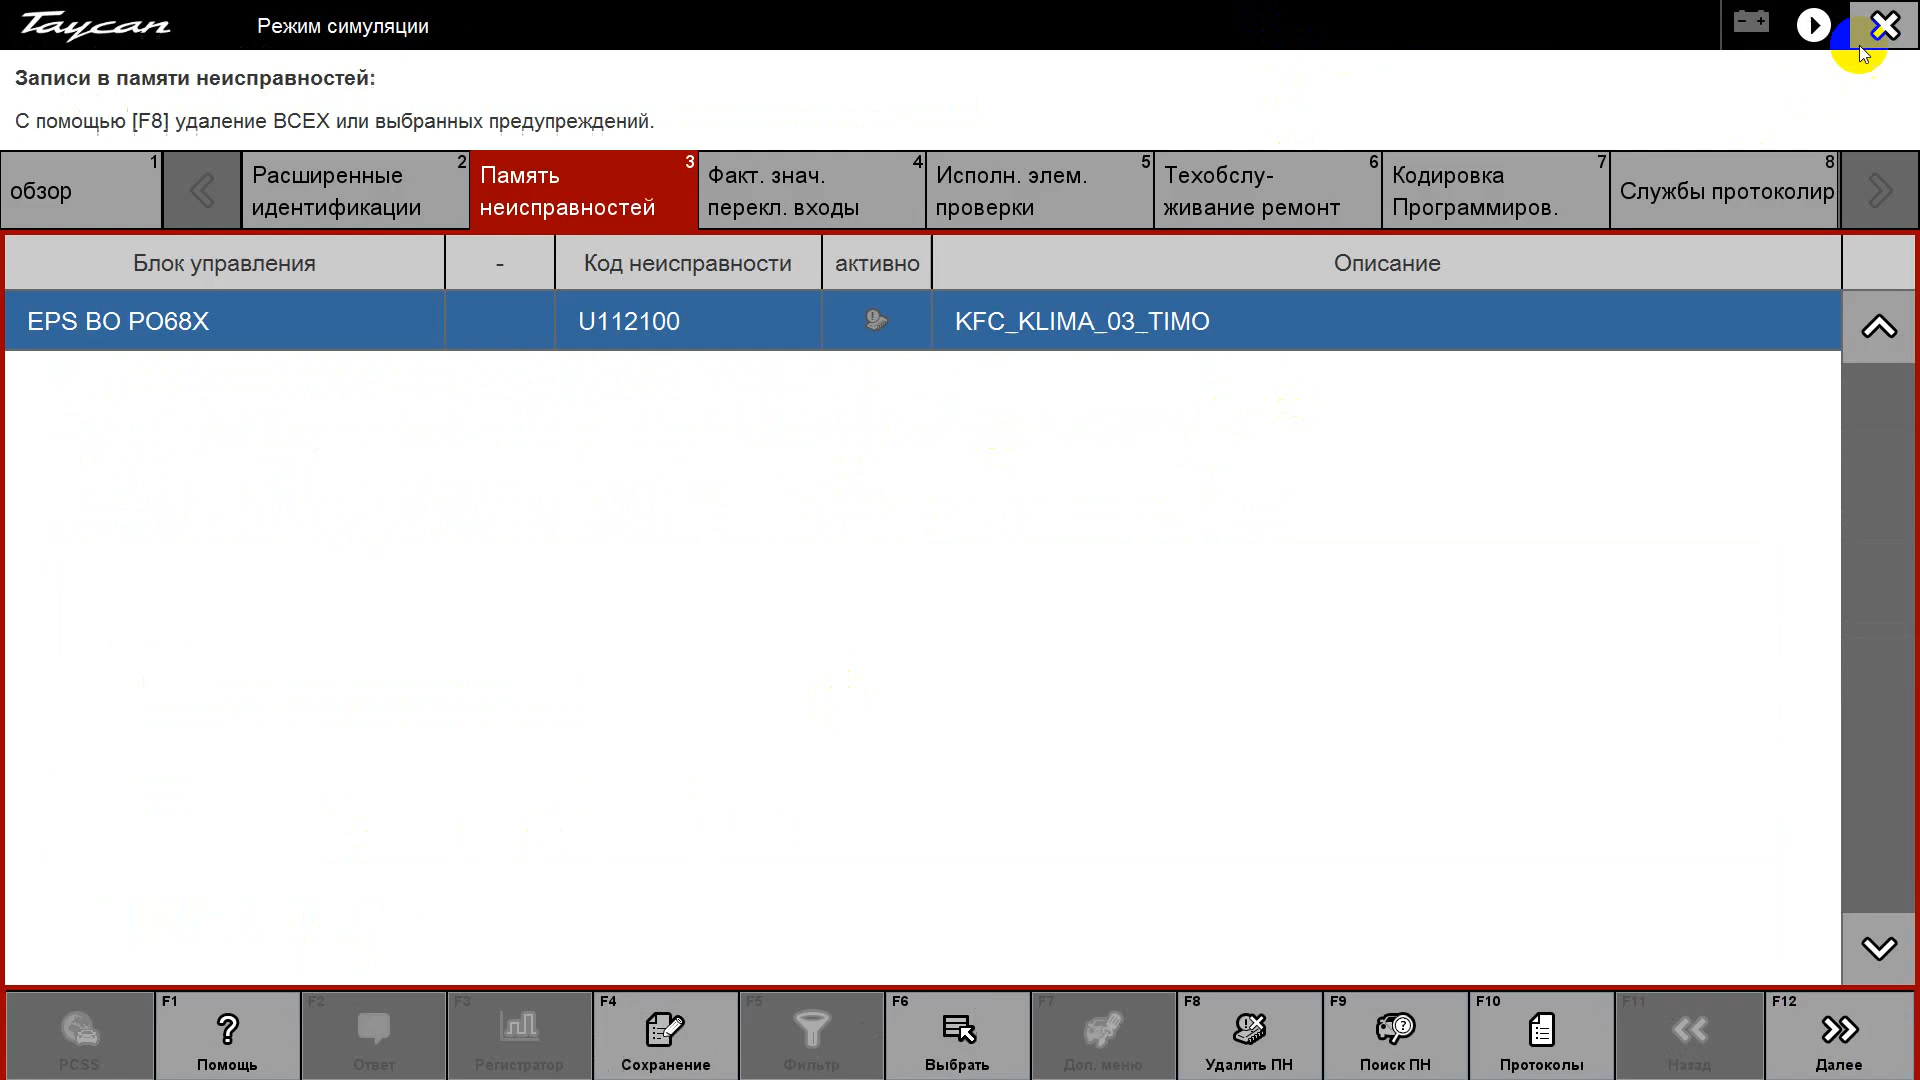 Taycan
Режим симуляции
Записи в памяти неисправностей:
С помощью [F8] удаление ВСЕХ или выбранных предупреждений.
1
обзор
2
Расширенные
идентификации
3
Память
неисправностей
4
Факт. знач.
перекл. входы
5
Исполн. элем.
проверки
6
Техобслу-
живание ремонт
7
Кодировка
Программиров.
8
Службы протоколир
Блок управления - Код неисправности активно Описание
EPS BO PO68X U112100 KFC_KLIMA_03_TIMO
PCSS
F1
Помощь
F2
Ответ
F3
Регистратор
F4
Сохранение
F5
Фильтр
F6
Выбрать
F7
Доп. меню
F8
Удалить ПН
F9
Поиск ПН
F10
Протоколы
F11
Назад
F12
Далее